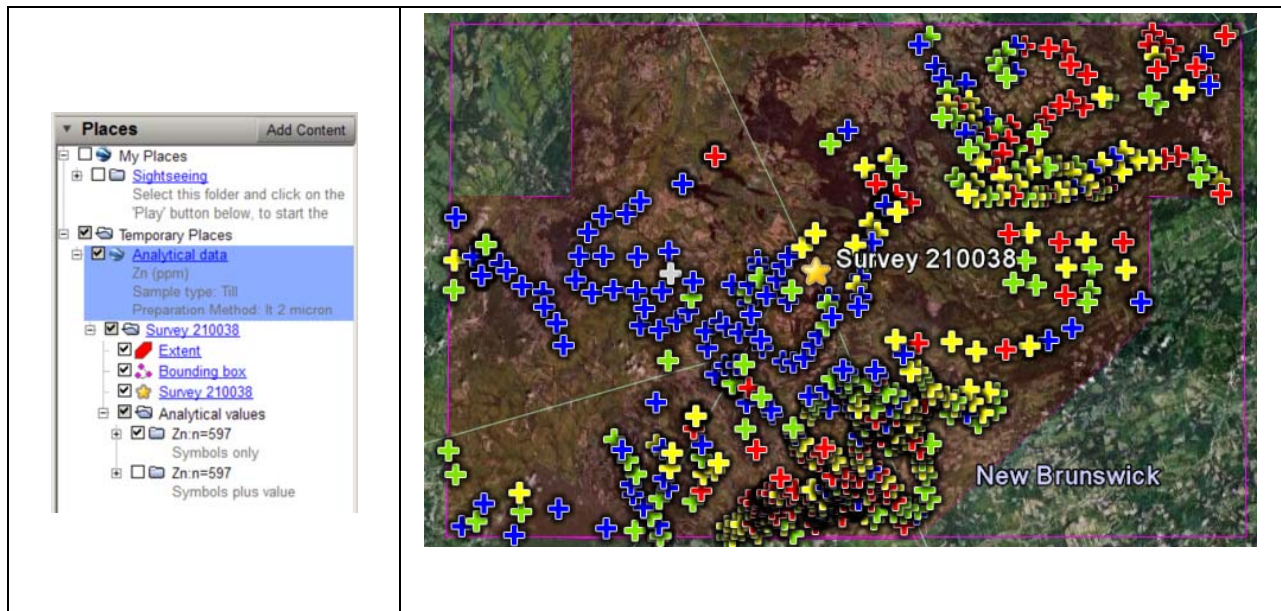 Places
Add Content
My Places
Sightseeing
Select this folder and click on the
'Play' button below, to start the
Temporary Places
Analytical data
Zn (ppm)
Sample type: Till
Preparation Method: lt 2 micron
Survey 210038
Extent
Bounding box
Survey 210038
Analytical values
Zn:n=597
Symbols only
Zn:n=597
Symbols plus value
Survey 210038
New Brunswick